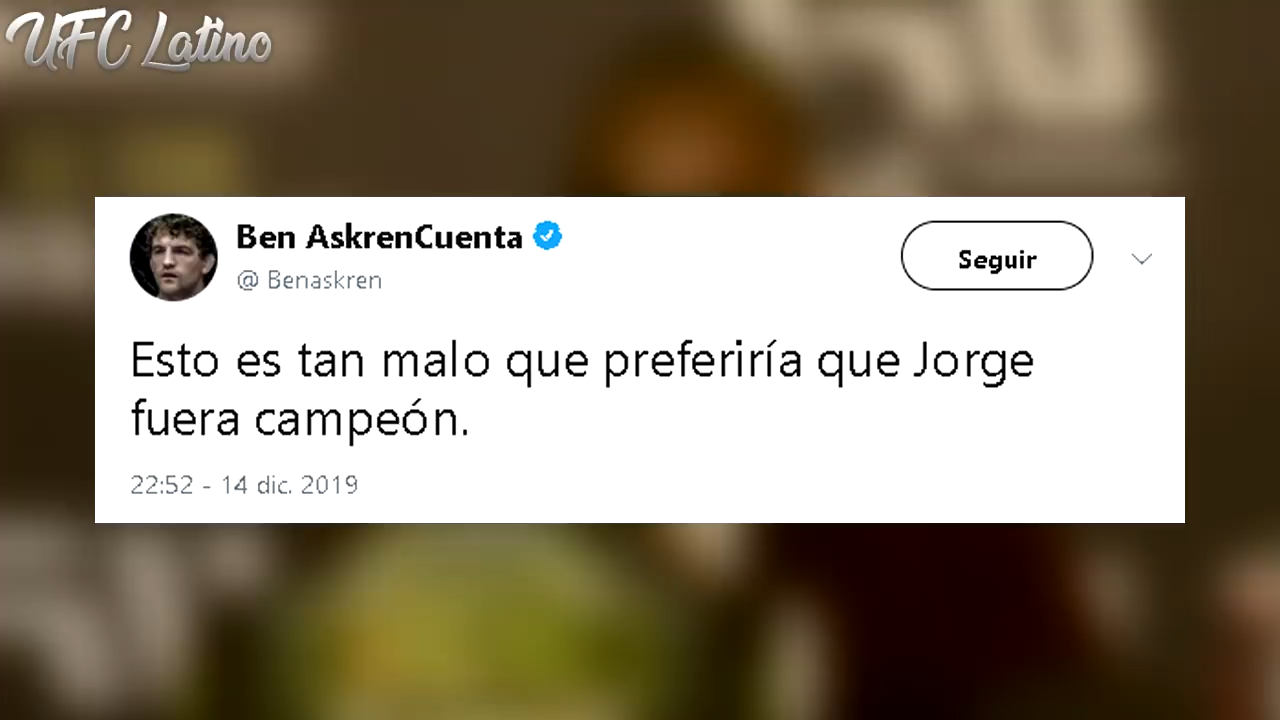 UFC Latino
Ben AskrenCuenta
@ Benaskren
Seguir
Esto es tan malo que preferiría que Jorge
fuera campeón.
22:52 - 14 dic. 2019